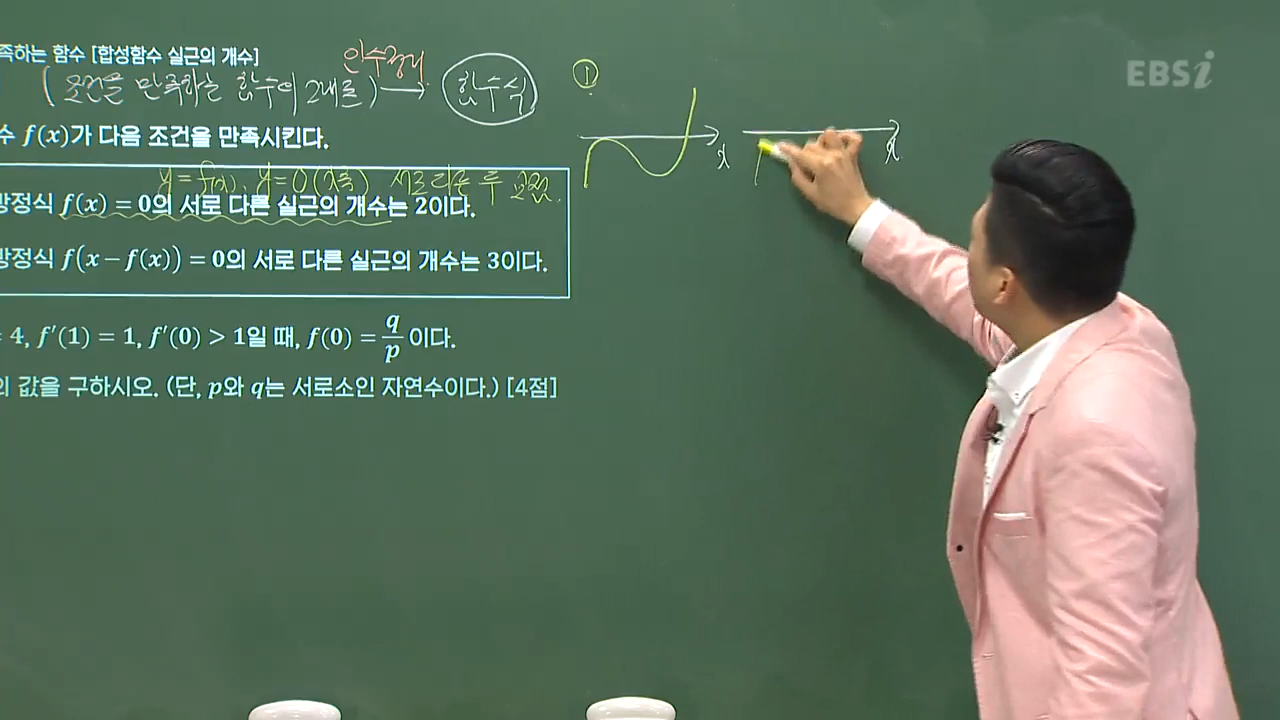 족하는 함수 [합성함수 실근의 개수]
인수정리
(조건을 만족하는 함수이 2개를) → 함수식
수 f(x)가 다음 조건을 만족시킨다.
y = f(x), y = 0 (x축) 서로 다른 두 교점.
방정식 f(x) = 0의 서로 다른 실근의 개수는 2이다.
방정식 f(x − f(x)) = 0의 서로 다른 실근의 개수는 3이다.
= 4, f′(1) = 1, f′(0) > 1일 때, f(0) = q/p 이다.
의 값을 구하시오. (단, p와 q는 서로소인 자연수이다.) [4점]
①
x
x
EBSi